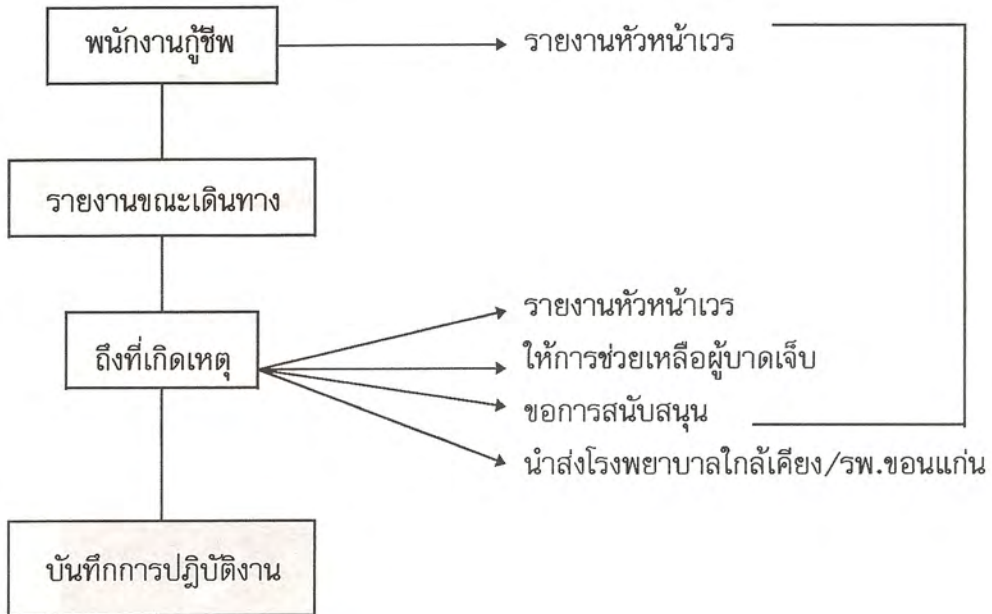 พนักงานกู้ชีพ
รายงานหัวหน้าเวร
รายงานขณะเดินทาง
ถึงที่เกิดเหตุ
รายงานหัวหน้าเวร
ให้การช่วยเหลือผู้บาดเจ็บ
ขอการสนับสนุน
นำส่งโรงพยาบาลใกล้เคียง/รพ.ขอนแก่น
บันทึกการปฏิบัติงาน